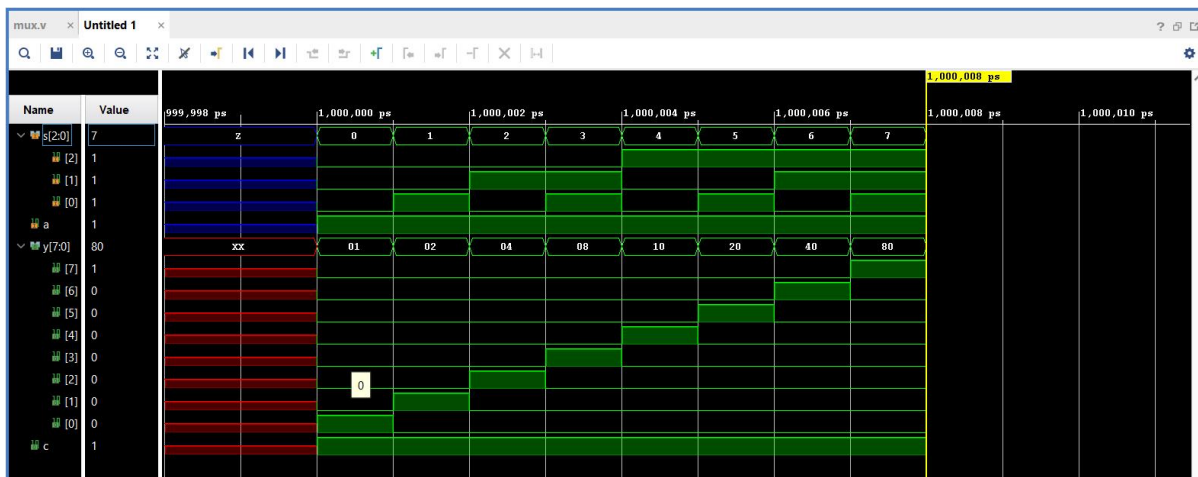 mux.v × Untitled 1 ×
1,000,008 ps
Name Value 999,998 ps 1,000,000 ps 1,000,002 ps 1,000,004 ps 1,000,006 ps 1,000,008 ps 1,000,010 ps
s[2:0] 7 Z 0 1 2 3 4 5 6 7
[2] 1
[1] 1
[0] 1
a 1
y[7:0] 80 XX 01 02 04 08 10 20 40 80
[7] 1
[6] 0
[5] 0
[4] 0
[3] 0
[2] 0 0
[1] 0
[0] 0
c 1